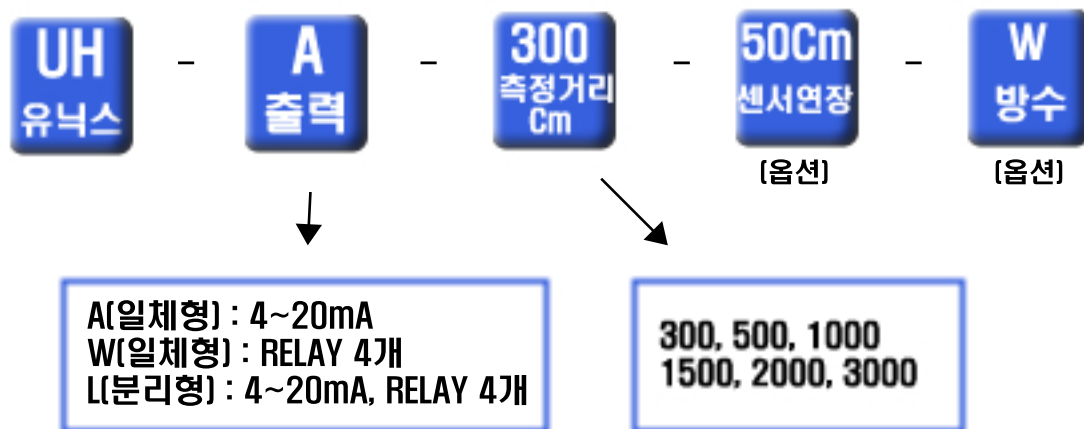 UH - A - 300 - 50Cm - W
유닉스 출력 측정거리 센서연장 방수
Cm
(옵션) (옵션)
A(일체형) : 4~20mA
W(일체형) : RELAY 4개
L(분리형) : 4~20mA, RELAY 4개
300, 500, 1000
1500, 2000, 3000